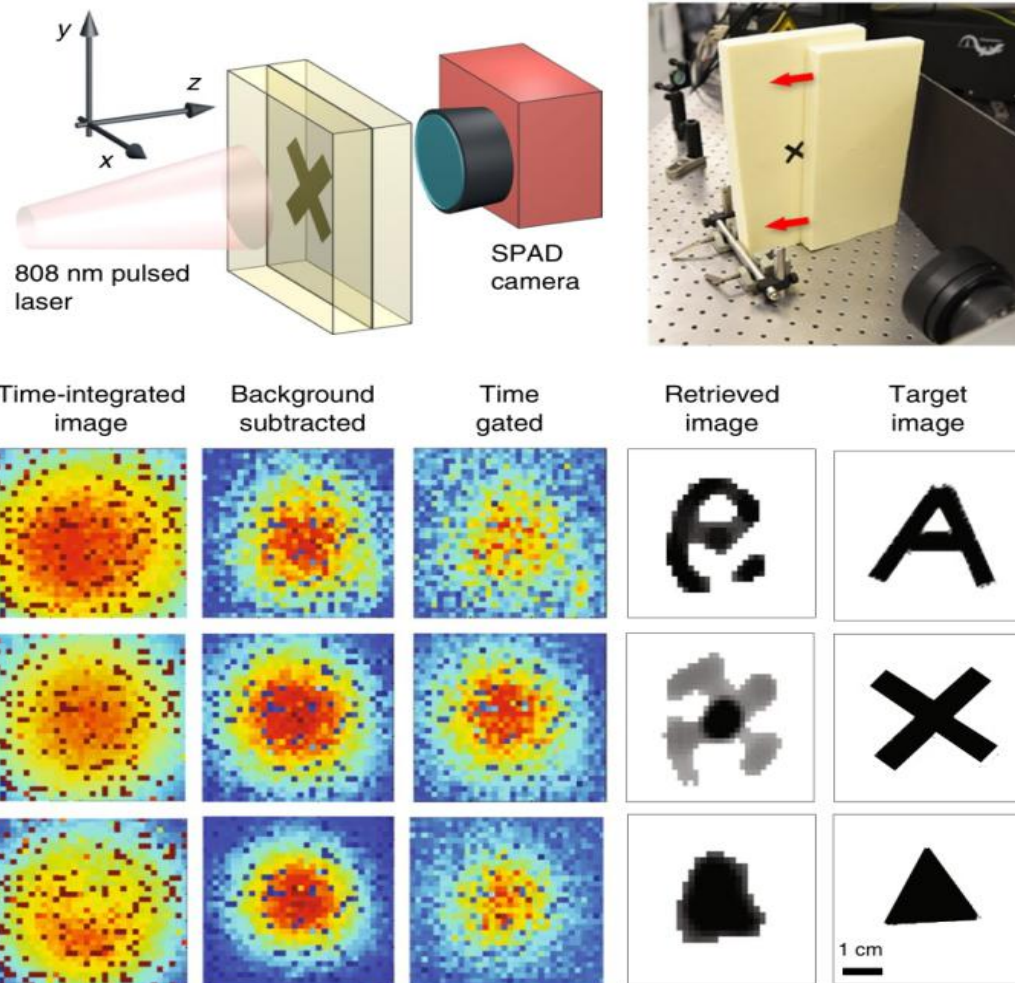 y
z
x
808 nm pulsed
laser
SPAD
camera
Time-integrated
image
Background
subtracted
Time
gated
Retrieved
image
Target
image
1 cm